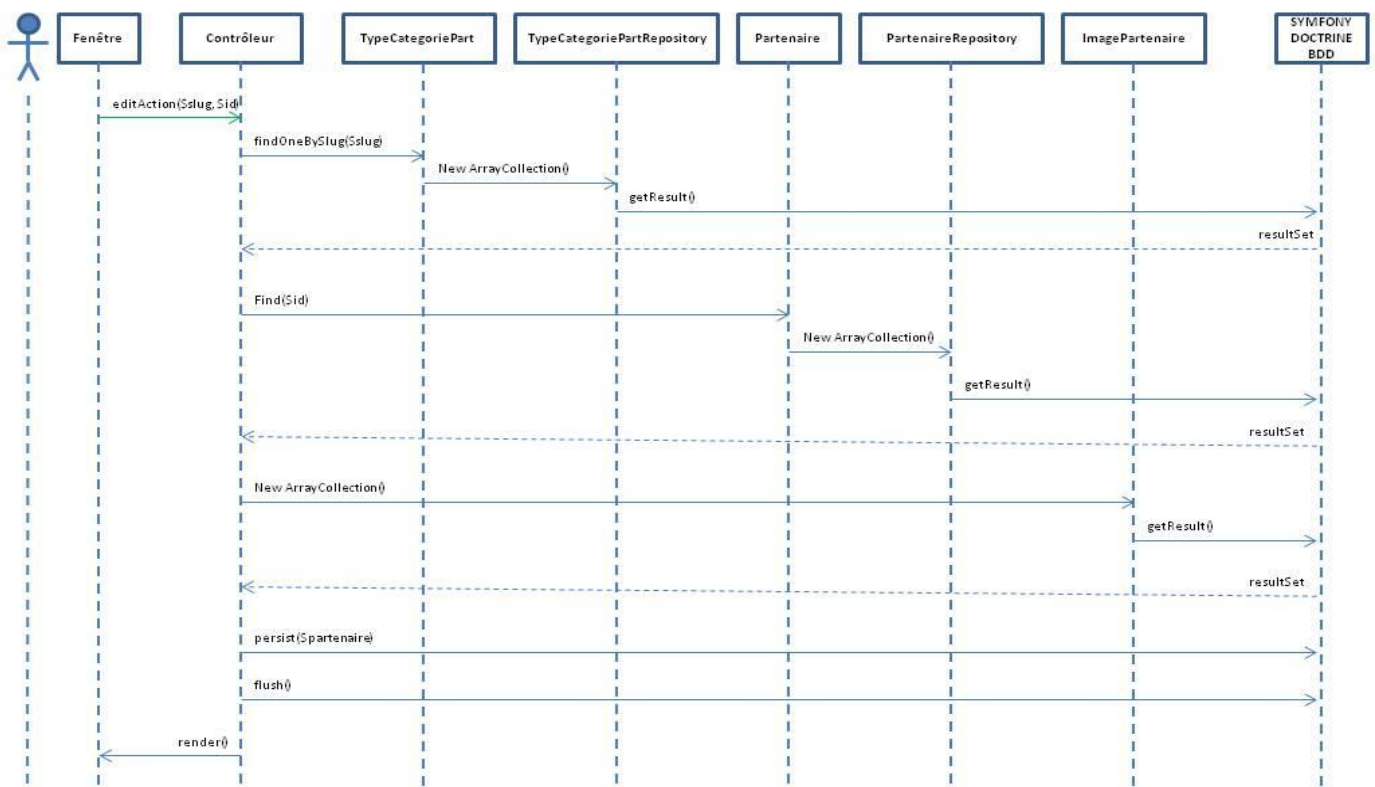 Fenêtre
Contrôleur
TypeCategoriePart
TypeCategoriePartRepository
Partenaire
PartenaireRepository
ImagePartenaire
SYMFONY
DOCTRINE
BDD
editAction($slug, $id)
findOneBySlug($slug)
New ArrayCollection()
getResult()
resultSet
Find($id)
New ArrayCollection()
getResult()
resultSet
New ArrayCollection()
getResult()
resultSet
persist($partenaire)
flush()
render()